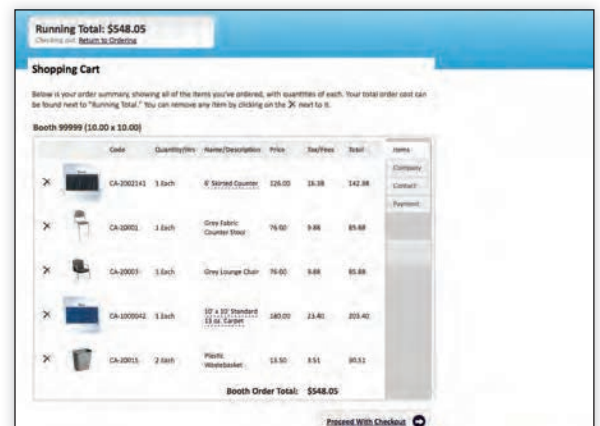 Running Total: $548.05
Checking out. Return to Ordering
Shopping Cart
Below is your order summary, showing all of the items you've ordered, with quantities of each. Your total order cost can
be found next to "Running Total." You can remove any item by clicking on the X next to it.
Booth 99999 (10.00 x 10.00)
Code Quantity/Hrs Name/Description Price Tax/Fees Total Items
Company
Contact
Payment
X CA-2002141 1 Each 6' Skirted Counter 126.00 16.38 142.38
X CA-20001 1 Each Grey Fabric
Counter Stool 76.00 9.88 85.88
X CA-20003 1 Each Grey Lounge Chair 76.00 9.88 85.88
X CA-1000042 1 Each 10' x 10' Standard
13 oz. Carpet 180.00 23.40 203.40
X CA-20015 2 Each Plastic
Wastebasket 13.50 3.51 30.51
Booth Order Total: $548.05
Proceed With Checkout